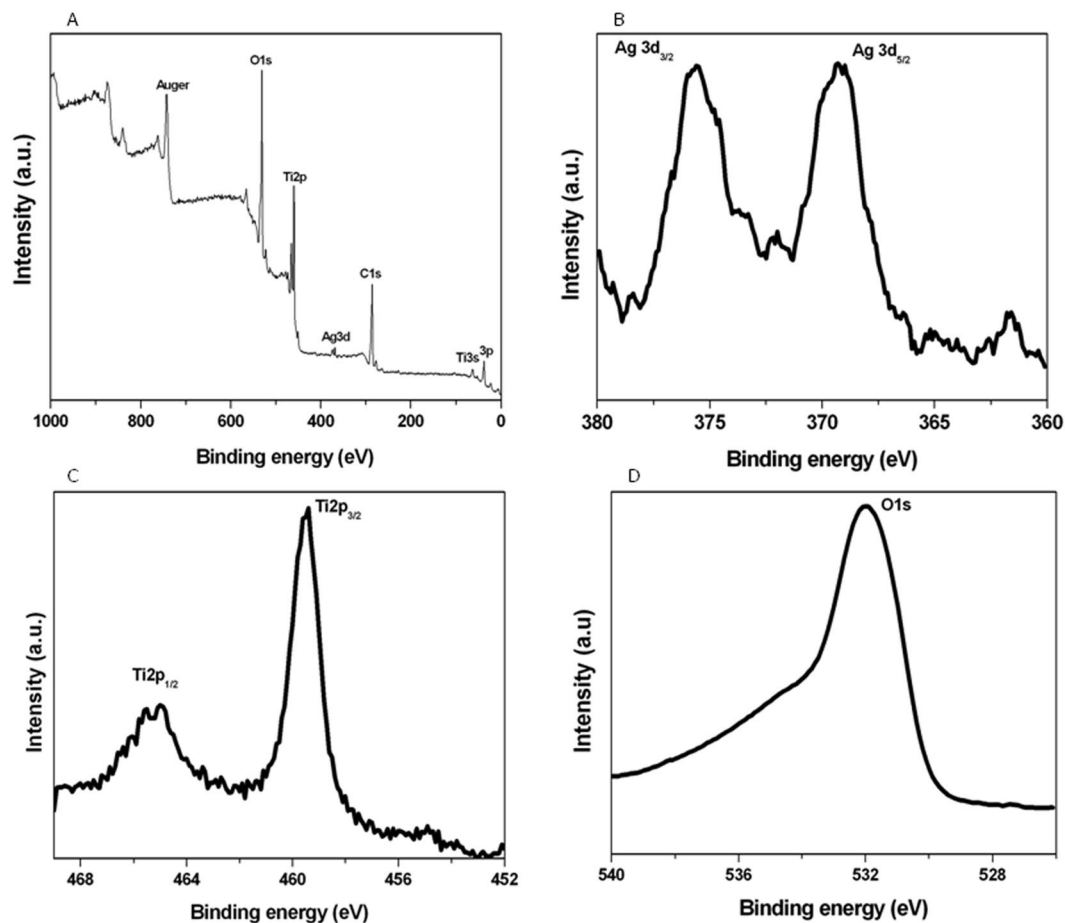 A
Intensity (a.u.)
Auger
O1s
Ti2p
Ag3d
C1s
Ti3s
3p
1000 800 600 400 200 0
Binding energy (eV)
B
Intensity (a.u.)
Ag 3d3/2
Ag 3d5/2
380 375 370 365 360
Binding energy (eV)
C
Intensity (a.u.)
Ti2p1/2
Ti2p3/2
468 464 460 456 452
Binding energy (eV)
D
Intensity (a.u)
O1s
540 536 532 528
Binding energy (eV)